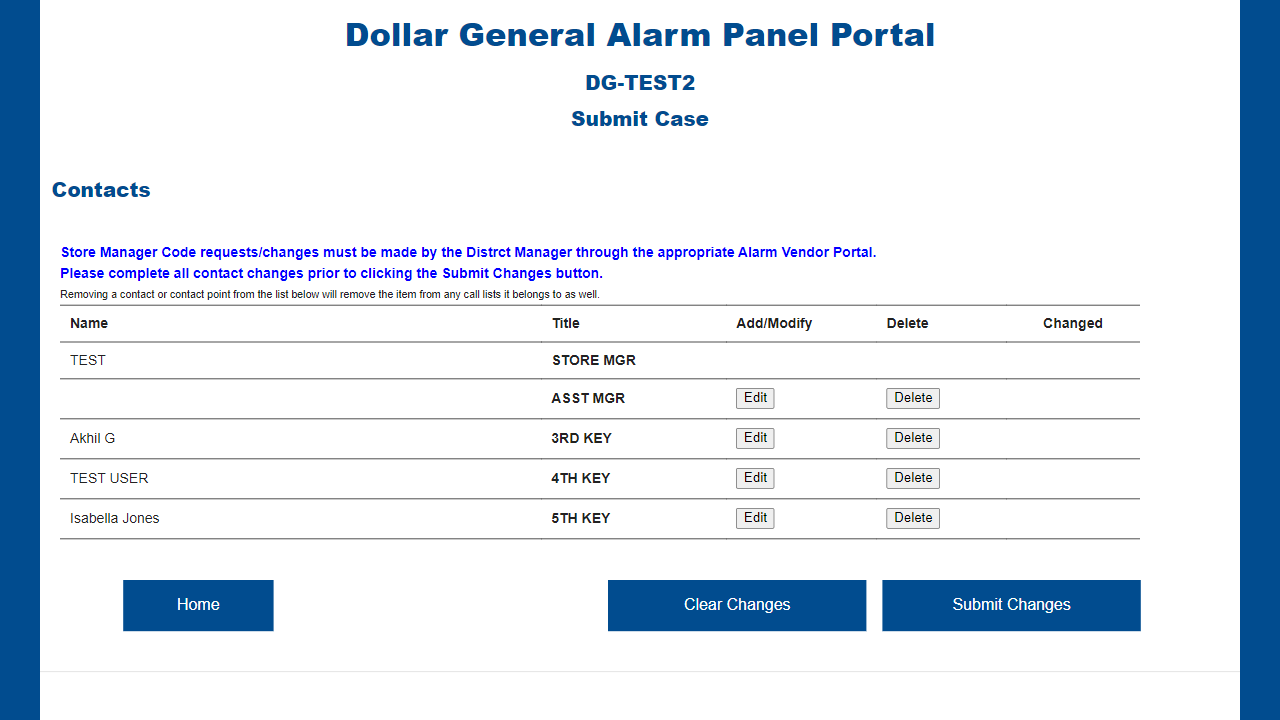 Dollar General Alarm Panel Portal
DG-TEST2
Submit Case
Contacts
Store Manager Code requests/changes must be made by the Distrct Manager through the appropriate Alarm Vendor Portal.
Please complete all contact changes prior to clicking the Submit Changes button.
Removing a contact or contact point from the list below will remove the item from any call lists it belongs to as well.
Name Title Add/Modify Delete Changed
TEST STORE MGR
ASST MGR Edit Delete
Akhil G 3RD KEY Edit Delete
TEST USER 4TH KEY Edit Delete
Isabella Jones 5TH KEY Edit Delete
Home Clear Changes Submit Changes